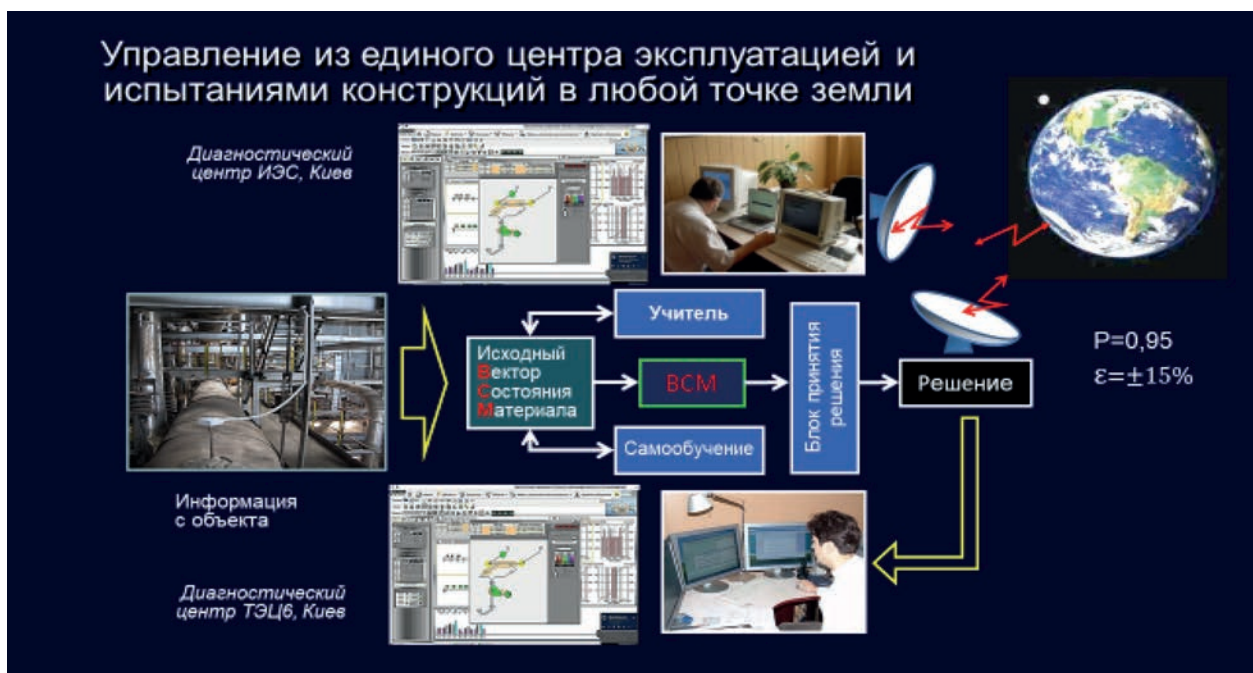 Управление из единого центра эксплуатацией и
испытаниями конструкций в любой точке земли
Диагностический
центр ИЭС, Киев
Учитель
Исходный
Вектор
Состояния
Материала
ВСМ
Самообучение
Блок принятия
решения
Решение
P=0,95
ε=±15%
Информация
с объекта
Диагностический
центр ТЭЦ6, Киев